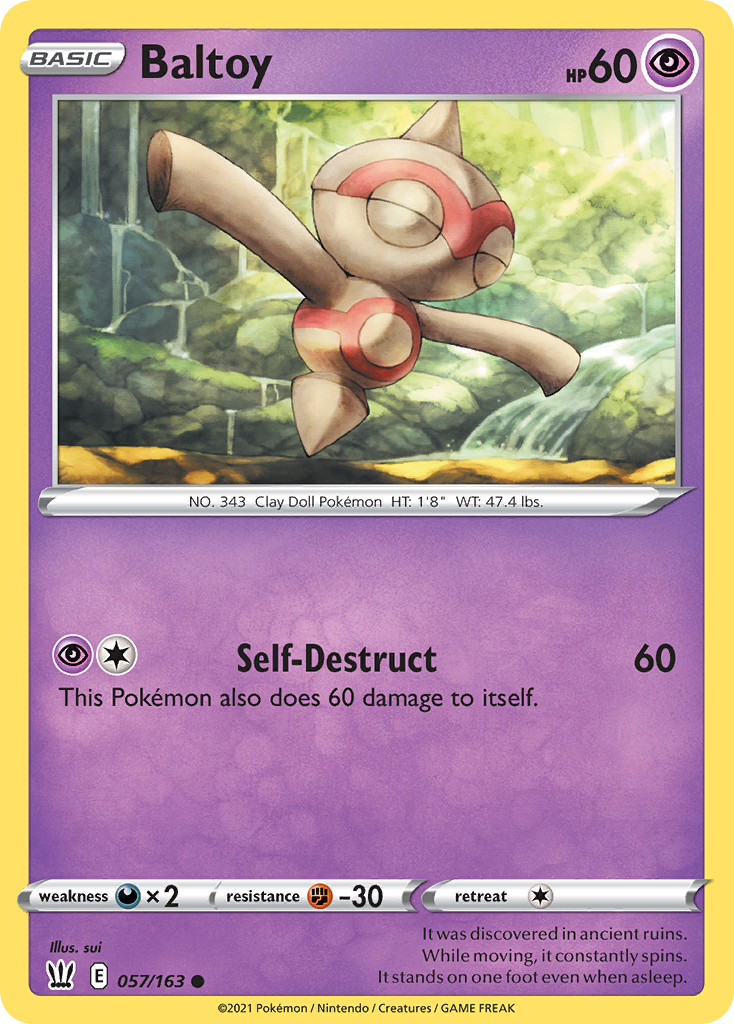 BASIC Baltoy HP60
NO. 343 Clay Doll Pokémon HT: 1'8" WT: 47.4 lbs.
Self-Destruct 60
This Pokémon also does 60 damage to itself.
weakness ×2 resistance -30 retreat
It was discovered in ancient ruins.
While moving, it constantly spins.
It stands on one foot even when asleep.
Illus. sui
E 057/163
©2021 Pokémon / Nintendo / Creatures / GAME FREAK